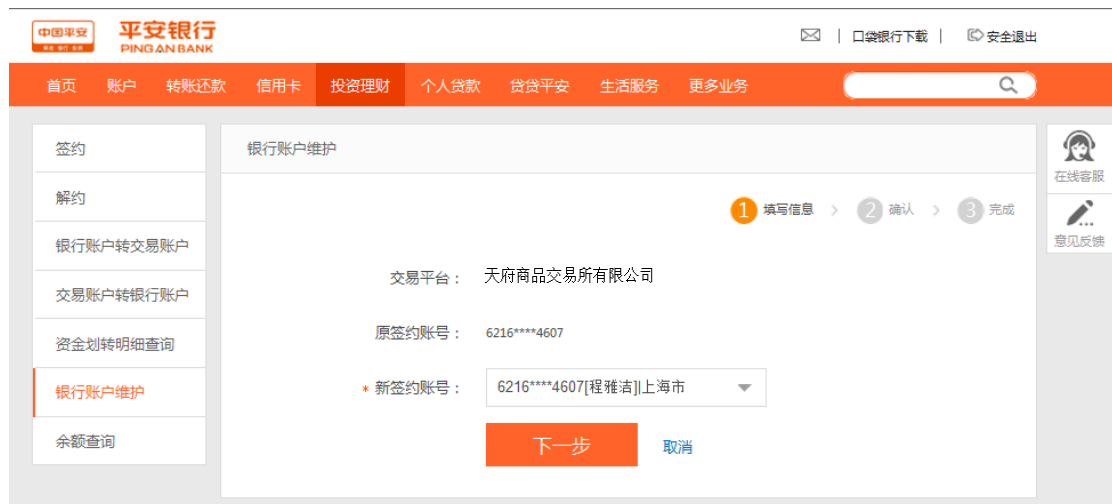 中国平安
平安银行
保险·银行·投资
PING AN BANK
口袋银行下载 | 安全退出
首页 账户 转账还款 信用卡 投资理财 个人贷款 贷贷平安 生活服务 更多业务
签约
解约
银行账户转交易账户
交易账户转银行账户
资金划转明细查询
银行账户维护
余额查询
银行账户维护
1 填写信息 > 2 确认 > 3 完成
交易平台： 天府商品交易所有限公司
原签约账号： 6216****4607
* 新签约账号： 6216****4607[程雅洁]|上海市
下一步 取消
在线客服
意见反馈